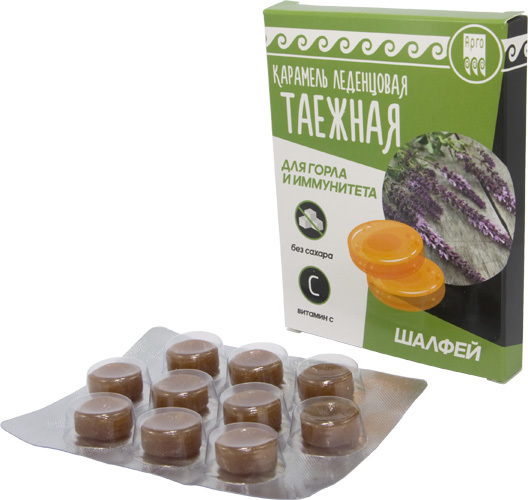 Арго
КАРАМЕЛЬ ЛЕДЕНЦОВАЯ
ТАЕЖНАЯ
ДЛЯ ГОРЛА
И ИММУНИТЕТА
без сахара
C
витамин с
ШАЛФЕЙ